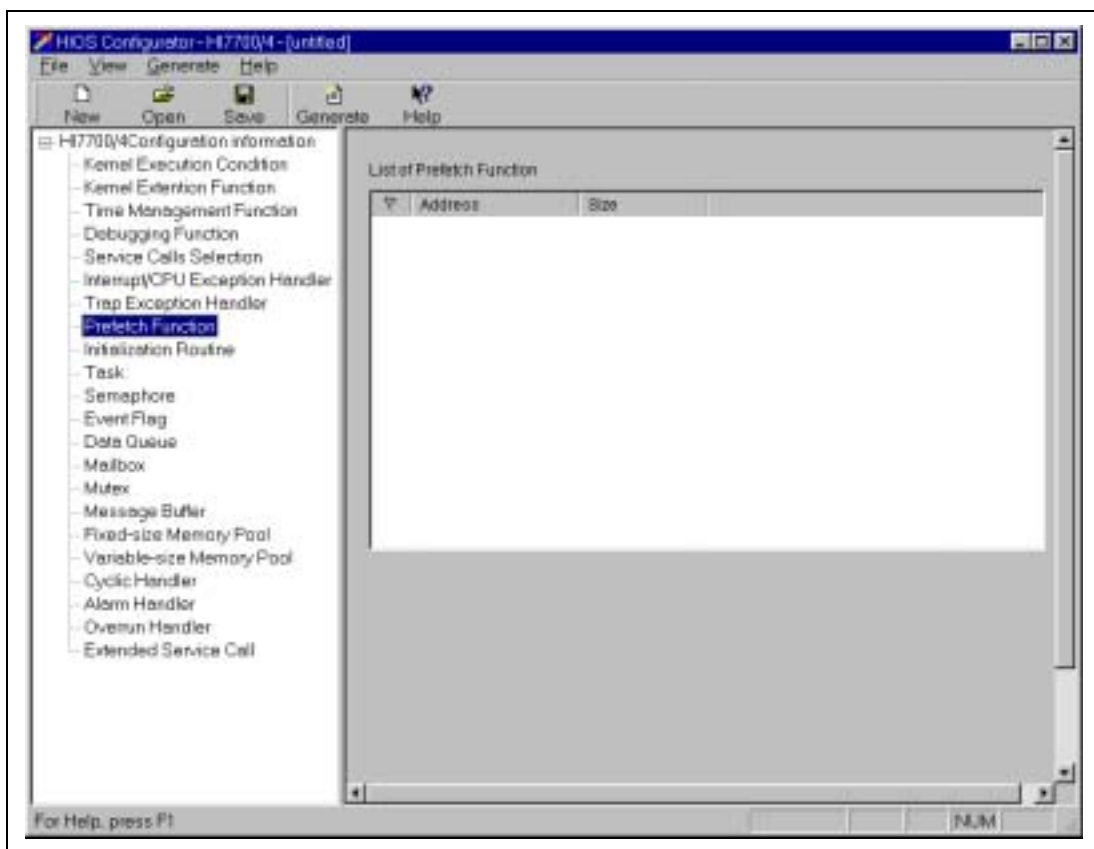 HIOS Configurator - HI7700/4 - [untitled]
File View Generate Help
New Open Save Generate Help
HI7700/4Configuration information
Kernel Execution Condition
Kernel Extention Function
Time Management Function
Debugging Function
Service Calls Selection
Interrupt/CPU Exception Handler
Trap Exception Handler
Prefetch Function
Initialization Routine
Task
Semaphore
Event Flag
Data Queue
Mailbox
Mutex
Message Buffer
Fixed-size Memory Pool
Variable-size Memory Pool
Cyclic Handler
Alarm Handler
Overrun Handler
Extended Service Call
List of Prefetch Function
Address Size
For Help, press F1
NUM